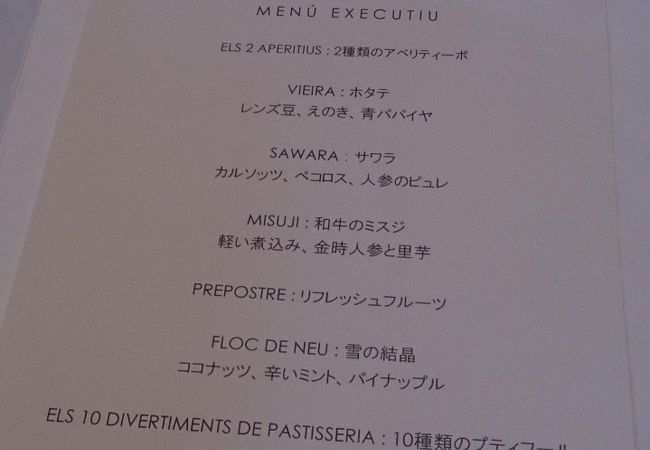 MENÚ EXECUTIU
ELS 2 APERITIUS : 2種類のアペリティーボ
VIEIRA : ホタテ
レンズ豆、えのき、青パパイヤ
SAWARA : サワラ
カルソッツ、ペコロス、人参のピュレ
MISUJI : 和牛のミスジ
軽い煮込み、金時人参と里芋
PREPOSTRE : リフレッシュフルーツ
FLOC DE NEU : 雪の結晶
ココナッツ、辛いミント、パイナップル
ELS 10 DIVERTIMENTS DE PASTISSERIA : 10種類のプティフール